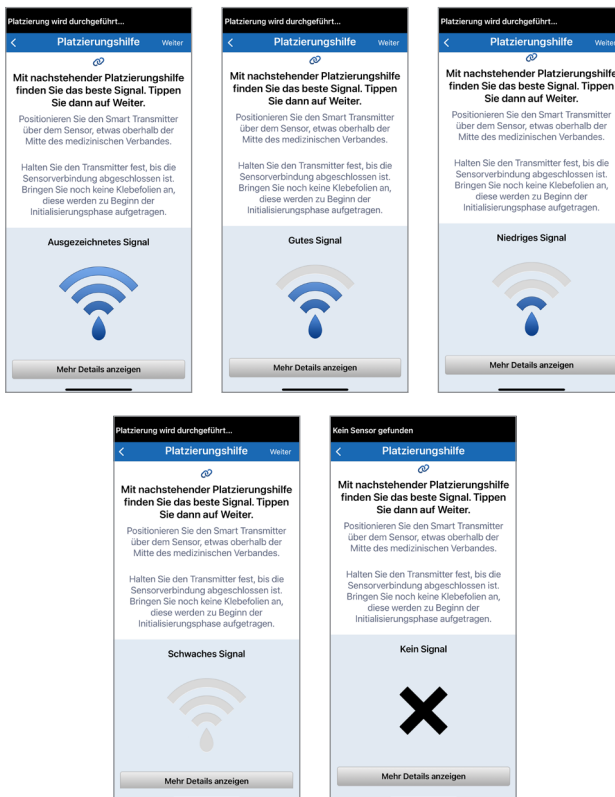 Platzierung wird durchgeführt...
Platzierungshilfe Weiter
Mit nachstehender Platzierungshilfe
finden Sie das beste Signal. Tippen
Sie dann auf Weiter.
Positionieren Sie den Smart Transmitter
über dem Sensor, etwas oberhalb der
Mitte des medizinischen Verbandes.
Halten Sie den Transmitter fest, bis die
Sensorverbindung abgeschlossen ist.
Bringen Sie noch keine Klebefolien an,
diese werden zu Beginn der
Initialisierungsphase aufgetragen.
Ausgezeichnetes Signal
Mehr Details anzeigen
Platzierung wird durchgeführt...
Platzierungshilfe Weiter
Mit nachstehender Platzierungshilfe
finden Sie das beste Signal. Tippen
Sie dann auf Weiter.
Positionieren Sie den Smart Transmitter
über dem Sensor, etwas oberhalb der
Mitte des medizinischen Verbandes.
Halten Sie den Transmitter fest, bis die
Sensorverbindung abgeschlossen ist.
Bringen Sie noch keine Klebefolien an,
diese werden zu Beginn der
Initialisierungsphase aufgetragen.
Gutes Signal
Mehr Details anzeigen
Platzierung wird durchgeführt...
Platzierungshilfe Weiter
Mit nachstehender Platzierungshilfe
finden Sie das beste Signal. Tippen
Sie dann auf Weiter.
Positionieren Sie den Smart Transmitter
über dem Sensor, etwas oberhalb der
Mitte des medizinischen Verbandes.
Halten Sie den Transmitter fest, bis die
Sensorverbindung abgeschlossen ist.
Bringen Sie noch keine Klebefolien an,
diese werden zu Beginn der
Initialisierungsphase aufgetragen.
Niedriges Signal
Mehr Details anzeigen
Platzierung wird durchgeführt...
Platzierungshilfe Weiter
Mit nachstehender Platzierungshilfe
finden Sie das beste Signal. Tippen
Sie dann auf Weiter.
Positionieren Sie den Smart Transmitter
über dem Sensor, etwas oberhalb der
Mitte des medizinischen Verbandes.
Halten Sie den Transmitter fest, bis die
Sensorverbindung abgeschlossen ist.
Bringen Sie noch keine Klebefolien an,
diese werden zu Beginn der
Initialisierungsphase aufgetragen.
Schwaches Signal
Mehr Details anzeigen
Kein Sensor gefunden
Platzierungshilfe
Mit nachstehender Platzierungshilfe
finden Sie das beste Signal. Tippen
Sie dann auf Weiter.
Positionieren Sie den Smart Transmitter
über dem Sensor, etwas oberhalb der
Mitte des medizinischen Verbandes.
Halten Sie den Transmitter fest, bis die
Sensorverbindung abgeschlossen ist.
Bringen Sie noch keine Klebefolien an,
diese werden zu Beginn der
Initialisierungsphase aufgetragen.
Kein Signal
Mehr Details anzeigen